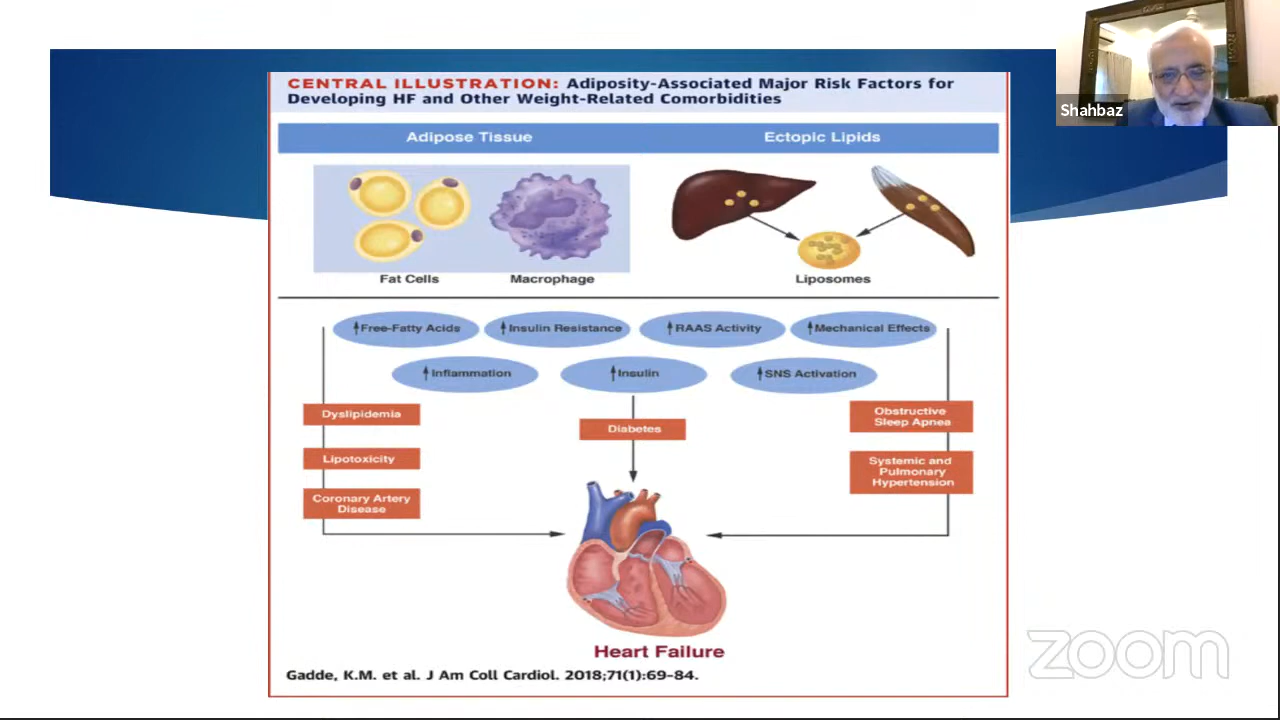 CENTRAL ILLUSTRATION: Adiposity-Associated Major Risk Factors for
Developing HF and Other Weight-Related Comorbidities
Shahbaz
Adipose Tissue
Ectopic Lipids
Fat Cells
Macrophage
Liposomes
↑Free-Fatty Acids
↑Insulin Resistance
↑RAAS Activity
↑Mechanical Effects
↑Inflammation
↑Insulin
↑SNS Activation
Dyslipidemia
Lipotoxicity
Coronary Artery
Disease
Diabetes
Obstructive
Sleep Apnea
Systemic and
Pulmonary
Hypertension
Heart Failure
Gadde, K.M. et al. J Am Coll Cardiol. 2018;71(1):69-84.
zoom